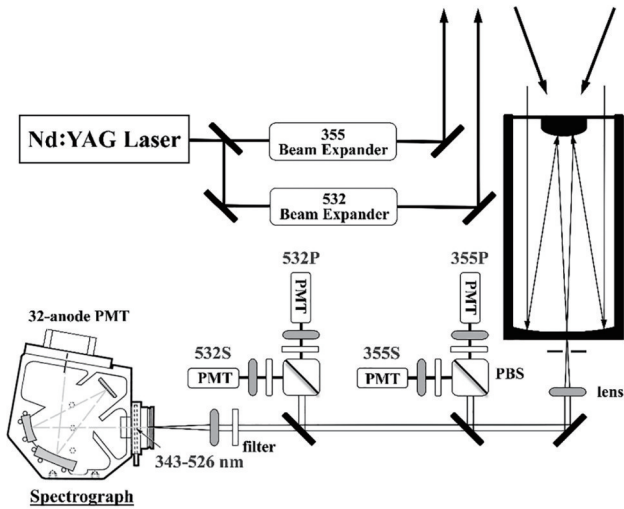 Nd:YAG Laser
355
Beam Expander
532
Beam Expander
532P
PMT
355P
PMT
32-anode PMT
532S
PMT
355S
PMT
PBS
lens
filter
343-526 nm
Spectrograph